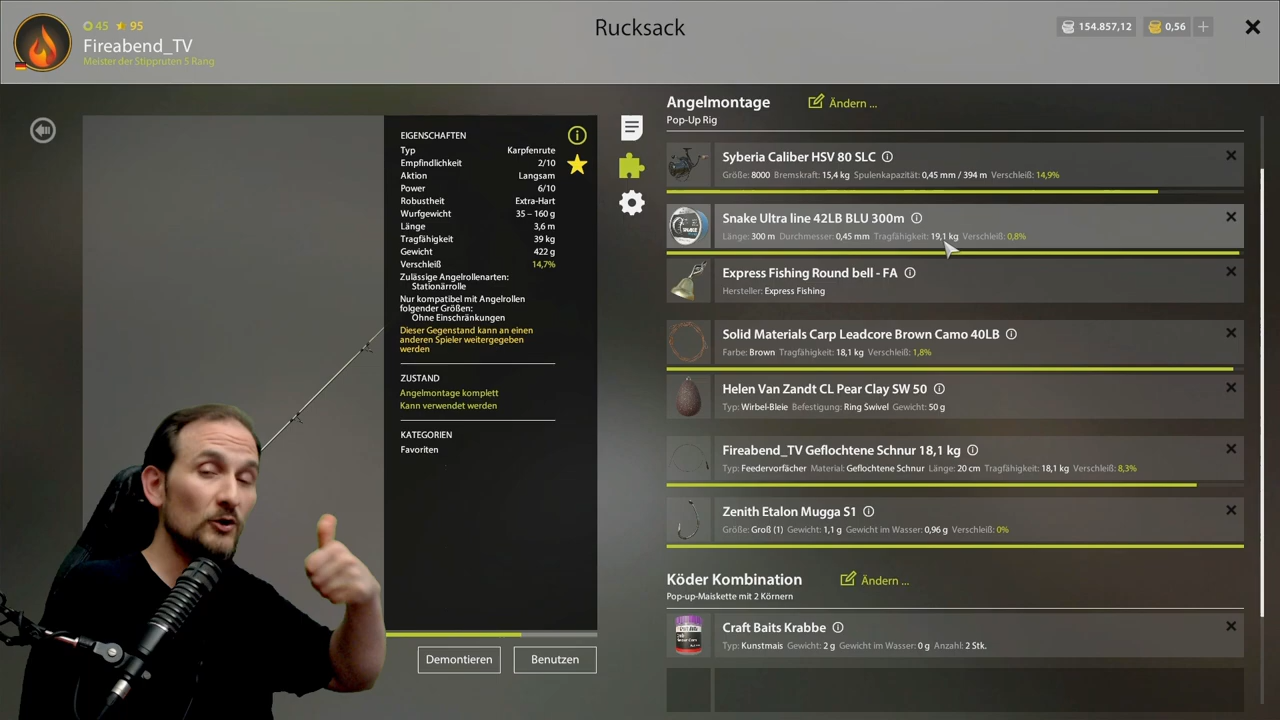 45 95
Fireabend_TV
Meister der Stippruten 5 Rang
Rucksack
154.857,12 0,56 +
EIGENSCHAFTEN
Typ Karpfenrute
Empfindlichkeit 2/10
Aktion Langsam
Power 6/10
Robustheit Extra-Hart
Wurfgewicht 35 – 160 g
Länge 3,6 m
Tragfähigkeit 39 kg
Gewicht 422 g
Verschleiß 14,7%
Zulässige Angelrollenarten:
Stationärrolle
Nur kompatibel mit Angelrollen
folgender Größen:
Ohne Einschränkungen
Dieser Gegenstand kann an einen
anderen Spieler weitergegeben
werden
ZUSTAND
Angelmontage komplett
Kann verwendet werden
KATEGORIEN
Favoriten
Demontieren Benutzen
Angelmontage Ändern ...
Pop-Up Rig
Syberia Caliber HSV 80 SLC
Größe: 8000 Bremskraft: 15,4 kg Spulenkapazität: 0,45 mm / 394 m Verschleiß: 14,9%
Snake Ultra line 42LB BLU 300m
Länge: 300 m Durchmesser: 0,45 mm Tragfähigkeit: 19,1 kg Verschleiß: 0,8%
Express Fishing Round bell - FA
Hersteller: Express Fishing
Solid Materials Carp Leadcore Brown Camo 40LB
Farbe: Brown Tragfähigkeit: 18,1 kg Verschleiß: 1,8%
Helen Van Zandt CL Pear Clay SW 50
Typ: Wirbel-Bleie Befestigung: Ring Swivel Gewicht: 50 g
Fireabend_TV Geflochtene Schnur 18,1 kg
Typ: Feedervorfächer Material: Geflochtene Schnur Länge: 20 cm Tragfähigkeit: 18,1 kg Verschleiß: 8,3%
Zenith Etalon Mugga S1
Größe: Groß (1) Gewicht: 1,1 g Gewicht im Wasser: 0,96 g Verschleiß: 0%
Köder Kombination Ändern ...
Pop-up-Maiskette mit 2 Körnern
Craft Baits Krabbe
Typ: Kunstmais Gewicht: 2 g Gewicht im Wasser: 0 g Anzahl: 2 Stk.